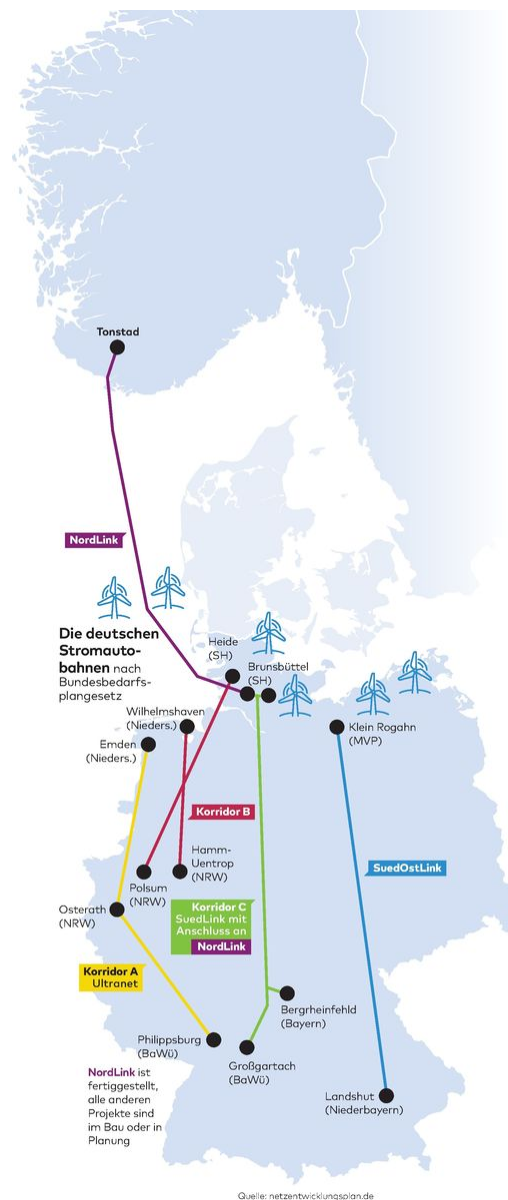 Tonstad
NordLink
Die deutschen
Stromauto-
bahnen nach
Bundesbedarfs-
plangesetz
Heide
(SH)
Brunsbüttel
(SH)
Wilhelmshaven
(Nieders.)
Emden
(Nieders.)
Klein Rogahn
(MVP)
Korridor B
Hamm-
Uentrop
(NRW)
Polsum
(NRW)
SuedOstLink
Osterath
(NRW)
Korridor C
SuedLink mit
Anschluss an
NordLink
Korridor A
Ultranet
Bergrheinfehld
(Bayern)
Philippsburg
(BaWü)
Großgartach
(BaWü)
Landshut
(Niederbayern)
NordLink ist
fertiggestellt,
alle anderen
Projekte sind
im Bau oder in
Planung
Quelle: netzentwicklungsplan.de